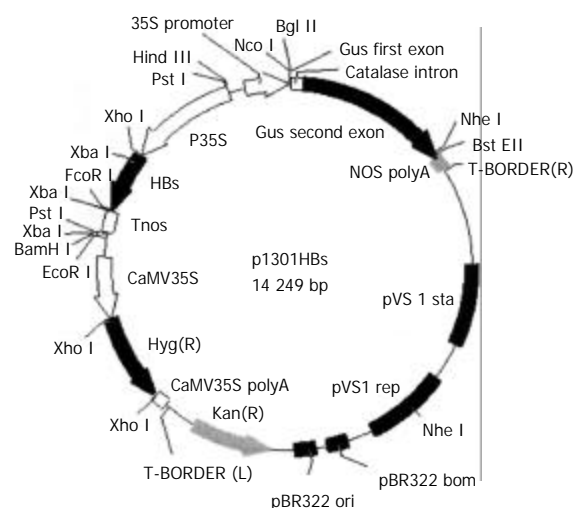 35S promoter
Bgl II
Nco I
Gus first exon
Hind III
Catalase intron
Pst I
Xho I
P35S
Gus second exon
Nhe I
Bst EII
Xba I
NOS polyA
T-BORDER(R)
FcoR I
HBs
Xba I
Pst I
Tnos
Xba I
BamH I
p1301HBs
EcoR I
CaMV35S
14 249 bp
pVS 1 sta
Xho I
Hyg(R)
CaMV35S polyA
pVS1 rep
Xho I
Kan(R)
Nhe I
T-BORDER (L)
pBR322 bom
pBR322 ori